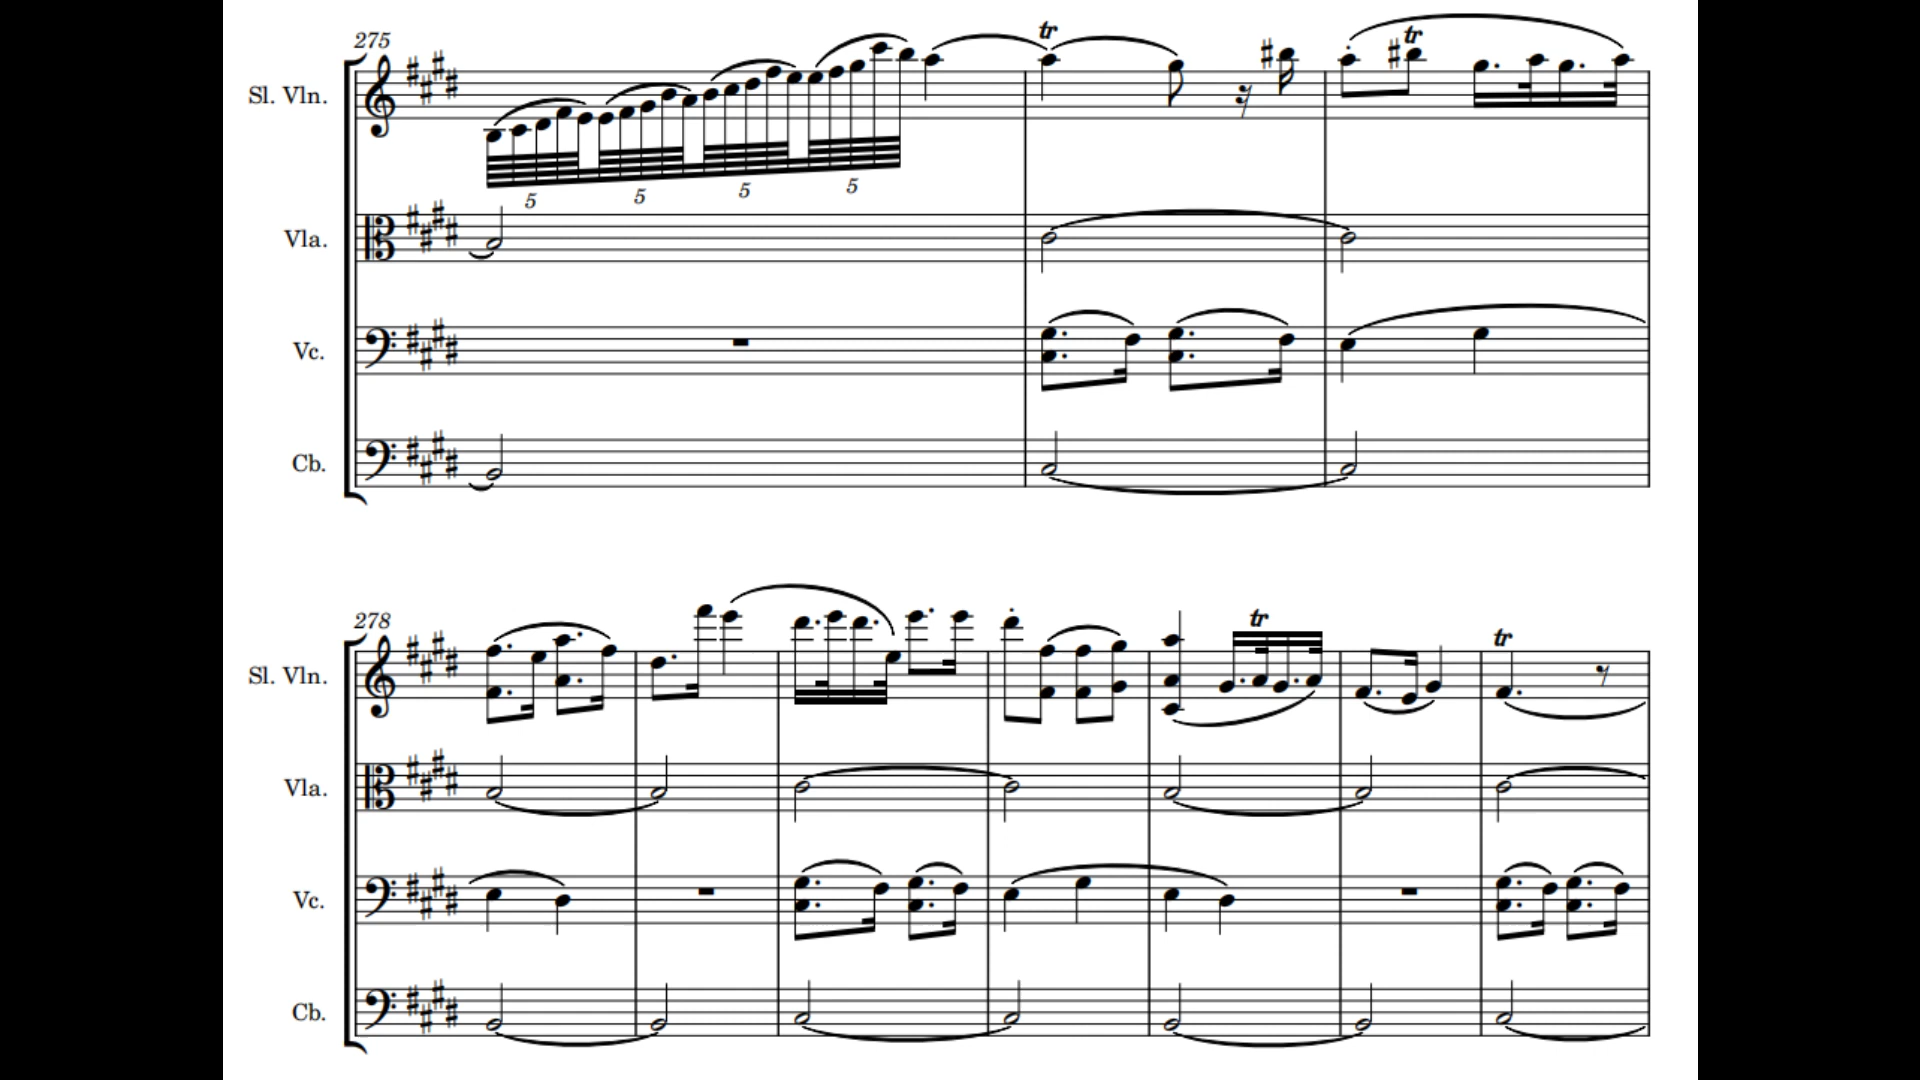 275
tr
tr
Sl. Vln.
5 5 5 5
Vla.
Vc.
Cb.
278
tr
tr
Sl. Vln.
Vla.
Vc.
Cb.